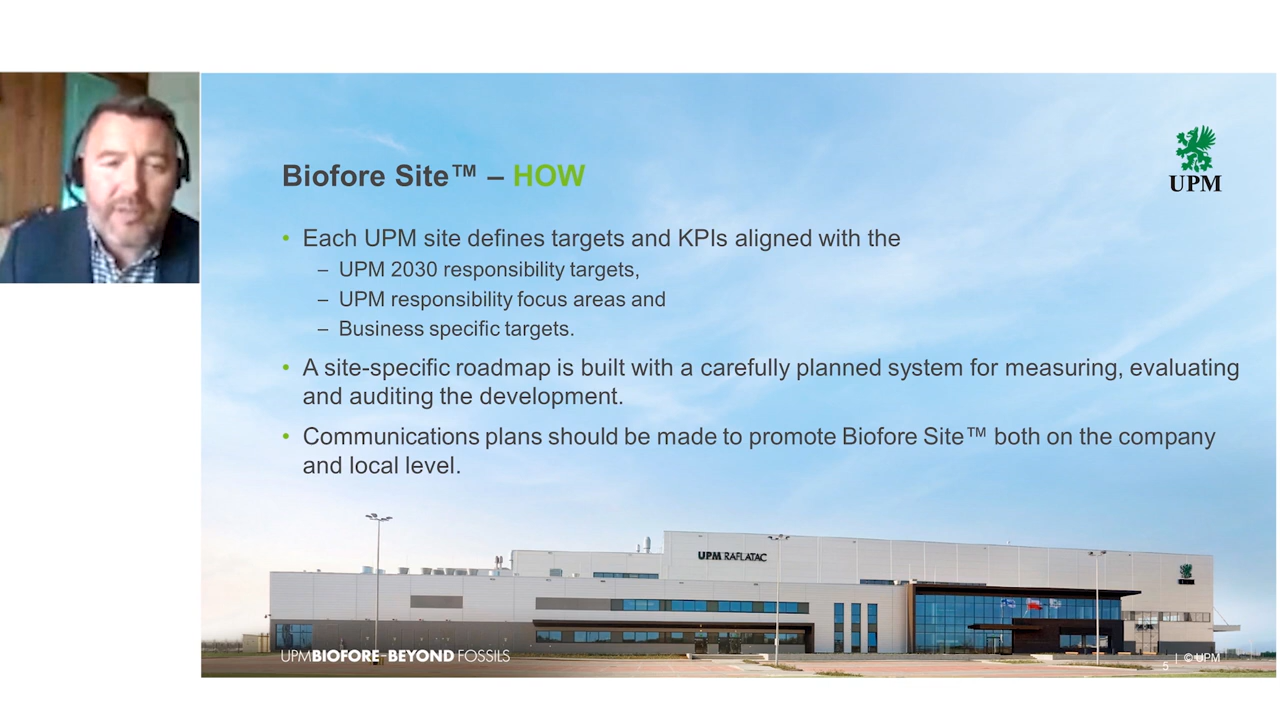 UPM
Biofore Site™ – HOW
• Each UPM site defines targets and KPIs aligned with the
– UPM 2030 responsibility targets,
– UPM responsibility focus areas and
– Business specific targets.
• A site-specific roadmap is built with a carefully planned system for measuring, evaluating
and auditing the development.
• Communications plans should be made to promote Biofore Site™ both on the company
and local level.
UPM RAFLATAC
UPM BIOFORE–BEYOND FOSSILS
5 | © UPM